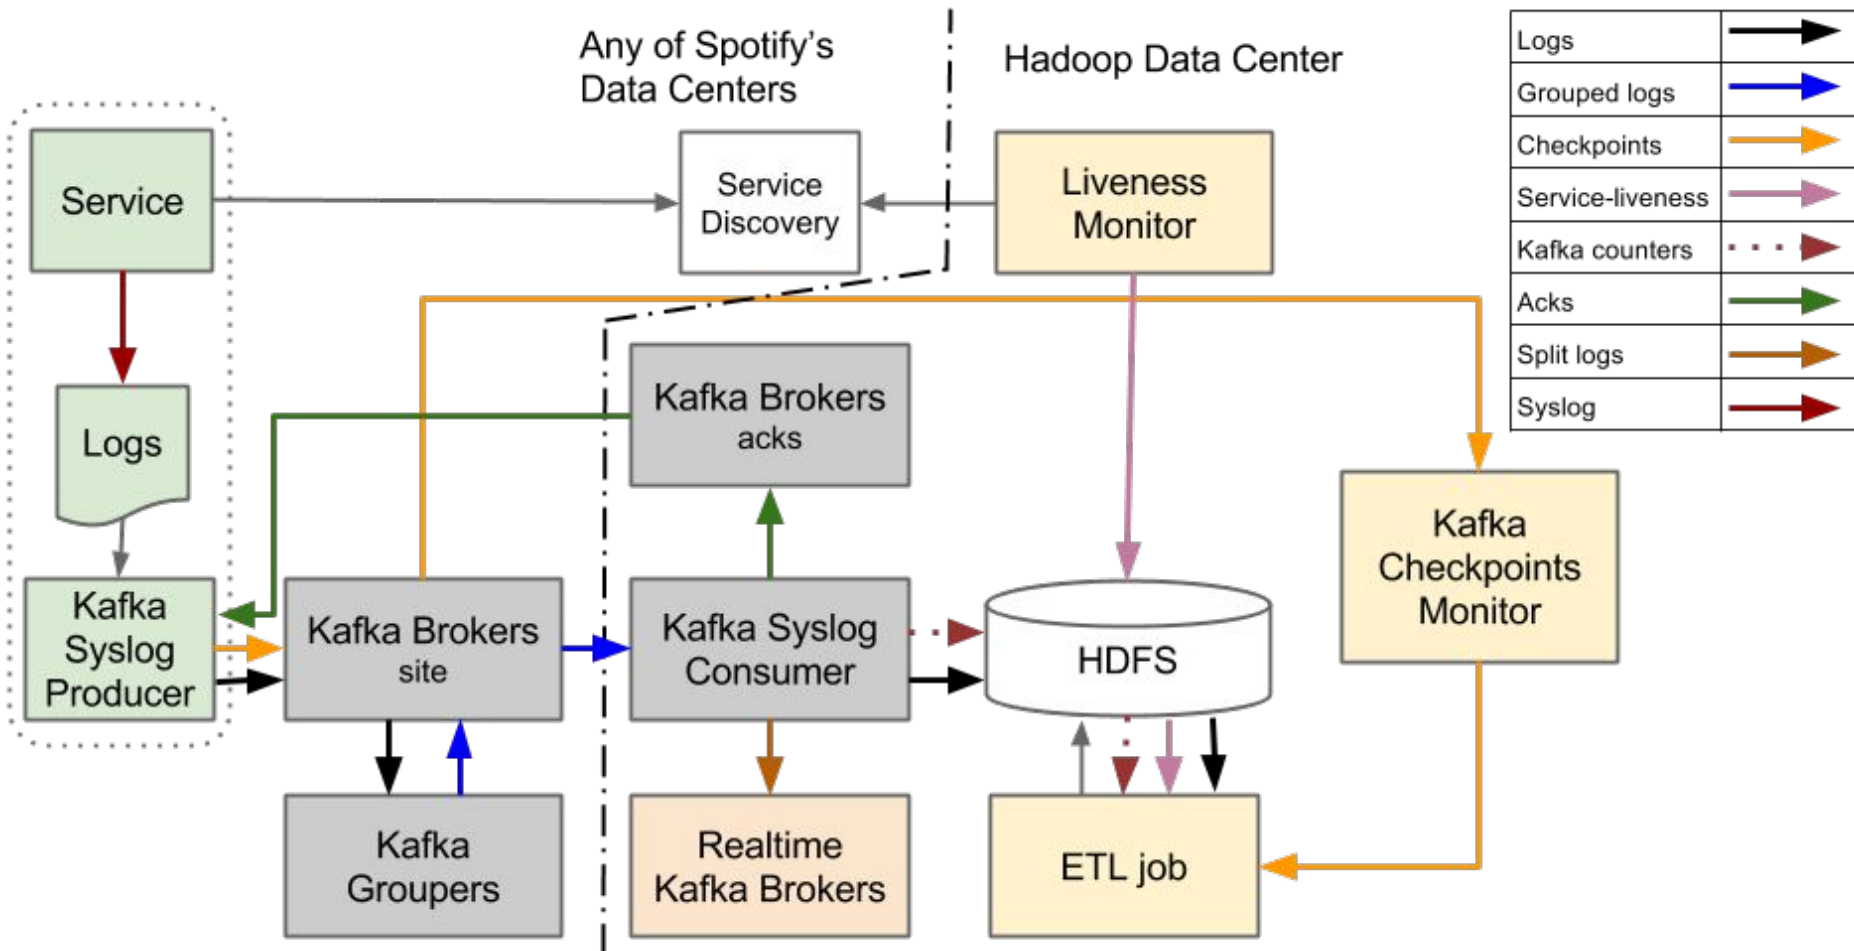 Any of Spotify's
Data Centers
Hadoop Data Center
Logs
Grouped logs
Checkpoints
Service-liveness
Kafka counters
Acks
Split logs
Syslog
Service
Service
Discovery
Liveness
Monitor
Logs
Kafka Brokers
acks
Kafka
Checkpoints
Monitor
Kafka
Syslog
Producer
Kafka Brokers
site
Kafka Syslog
Consumer
HDFS
Kafka
Groupers
Realtime
Kafka Brokers
ETL job